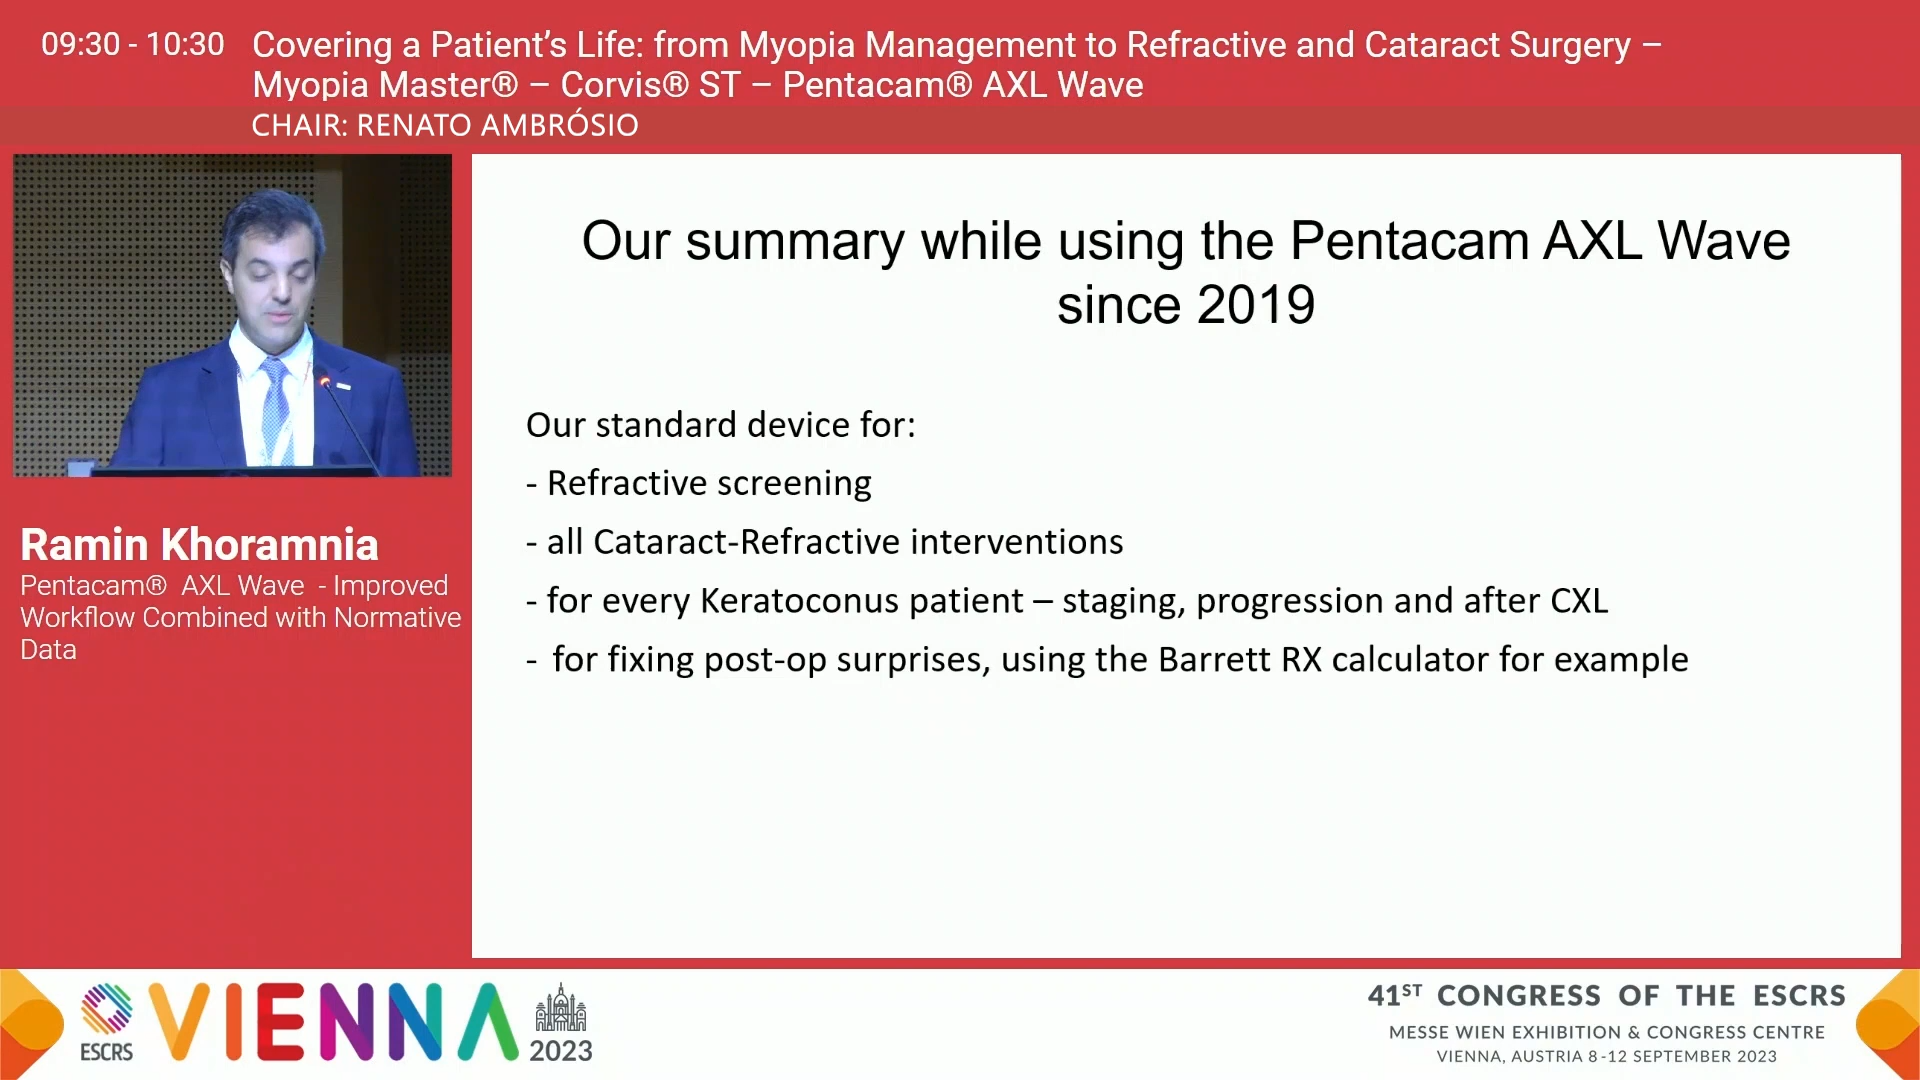 09:30 - 10:30
Covering a Patient’s Life: from Myopia Management to Refractive and Cataract Surgery –
Myopia Master® – Corvis® ST – Pentacam® AXL Wave
CHAIR: RENATO AMBRÓSIO
Ramin Khoramnia
Pentacam® AXL Wave - Improved
Workflow Combined with Normative
Data
Our summary while using the Pentacam AXL Wave
since 2019
Our standard device for:
- Refractive screening
- all Cataract-Refractive interventions
- for every Keratoconus patient – staging, progression and after CXL
- for fixing post-op surprises, using the Barrett RX calculator for example
ESCRS
VIENNA
2023
41ST CONGRESS OF THE ESCRS
MESSE WIEN EXHIBITION & CONGRESS CENTRE
VIENNA, AUSTRIA 8-12 SEPTEMBER 2023